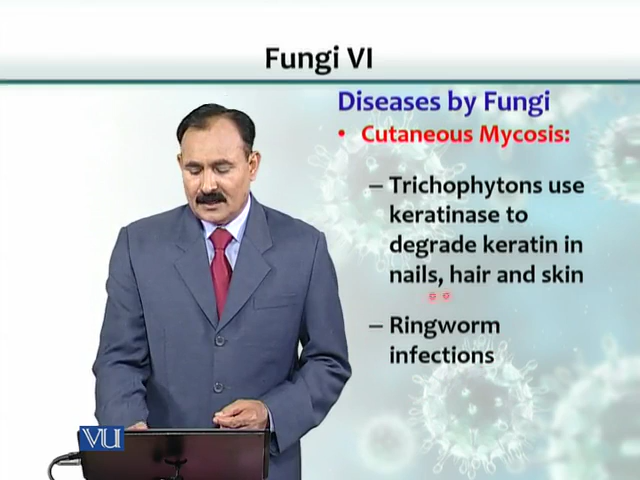 Fungi VI
Diseases by Fungi
• Cutaneous Mycosis:
– Trichophytons use
keratinase to
degrade keratin in
nails, hair and skin
– Ringworm
infections
VU